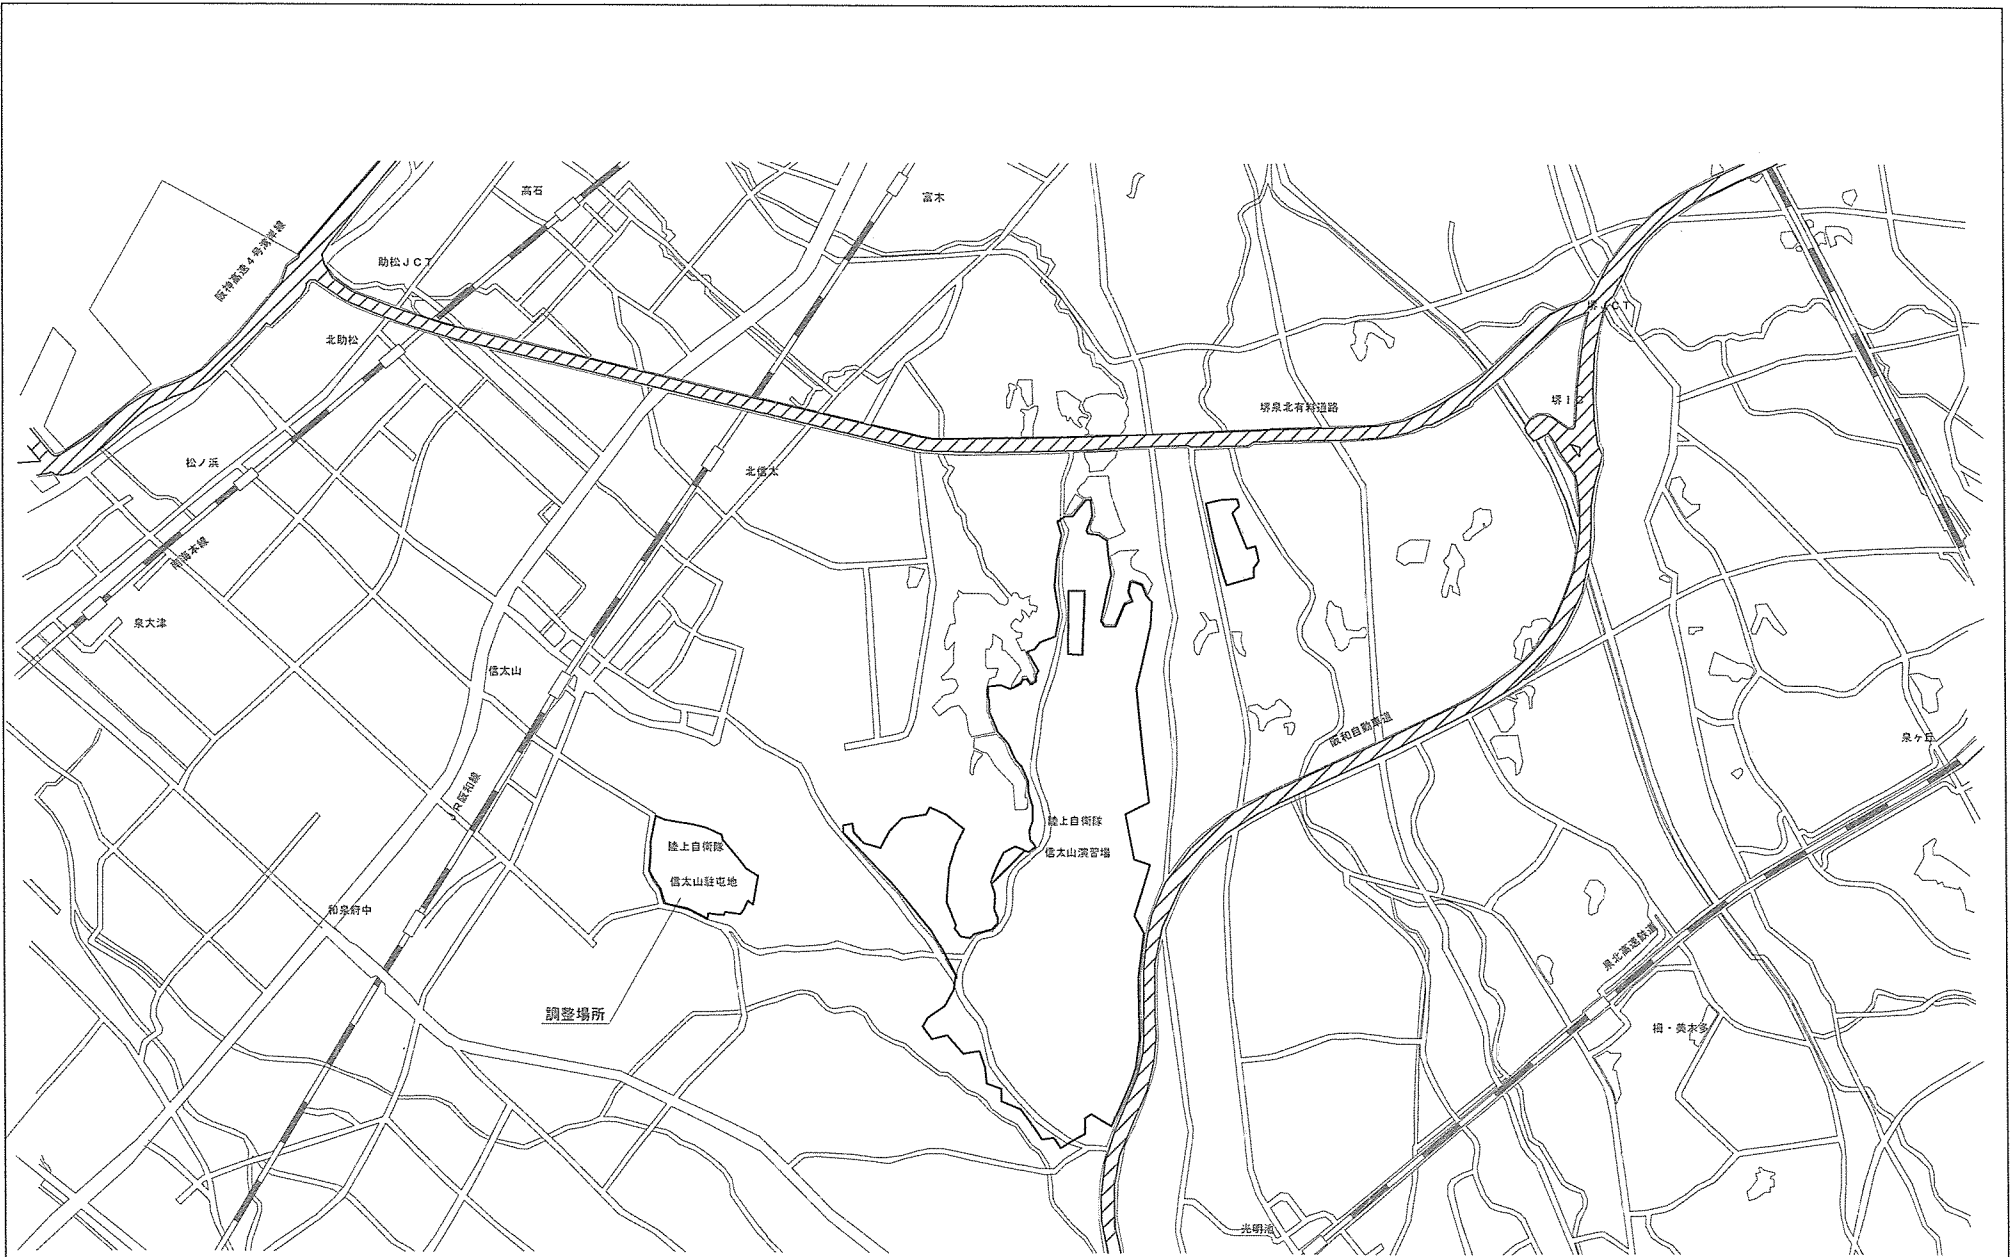 高石
富木
阪神高速4号湾岸線
助松JCT
北助松
堺JCT
堺IC
堺泉北有料道路
松ノ浜
北信太
南海本線
泉大津
信太山
阪和自動車道
泉ヶ丘
JR阪和線
陸上自衛隊
信太山演習場
陸上自衛隊
信太山駐屯地
和泉府中
泉北高速鉄道
調整場所
栂・美木多
光明池